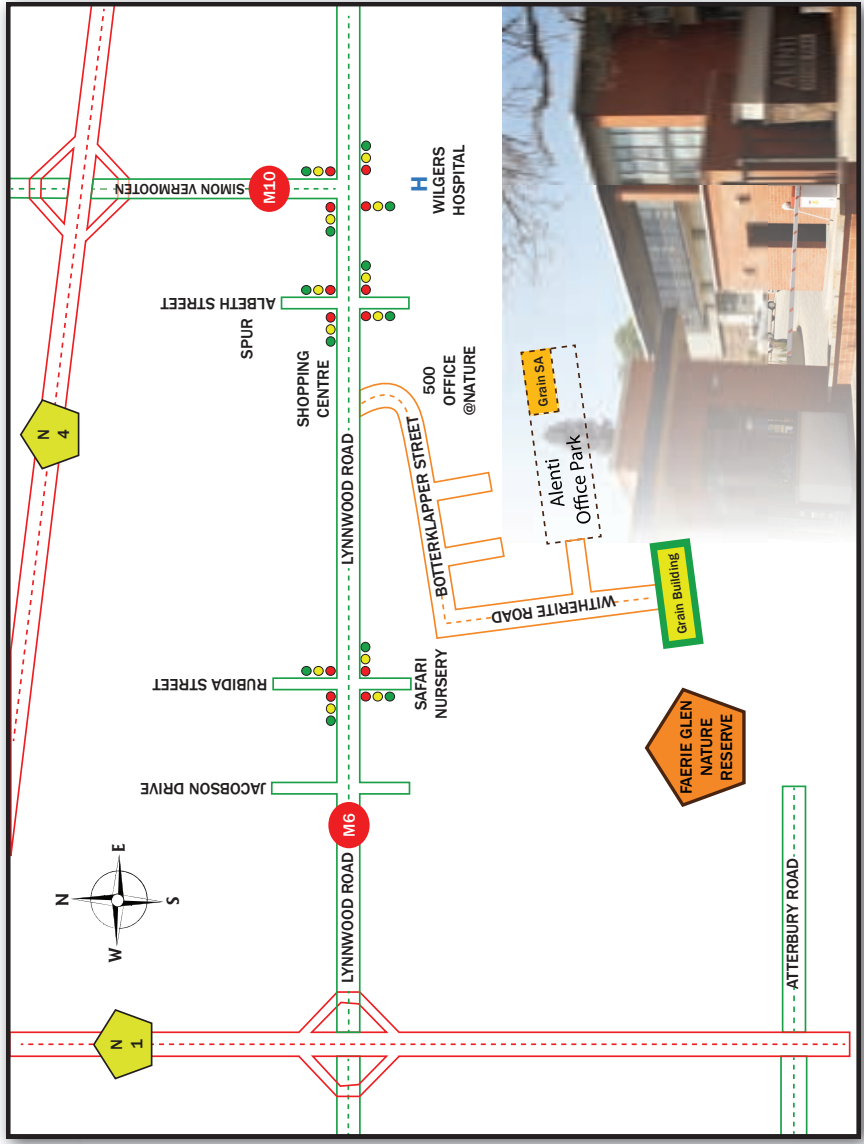 N
4
N
1
N
E
S
W
SIMON VERMOOTEN
M10
H
WILGERS
HOSPITAL
ALBETH STREET
SPUR
SHOPPING
CENTRE
500
OFFICE
@NATURE
LYNNWOOD ROAD
BOTTERKLAPPER STREET
Grain SA
Alenti
Office Park
WITHERITE ROAD
Grain Building
RUBIDA STREET
SAFARI
NURSERY
JACOBSON DRIVE
M6
LYNNWOOD ROAD
FAERIE GLEN
NATURE
RESERVE
ATTERBURY ROAD
ALENTI